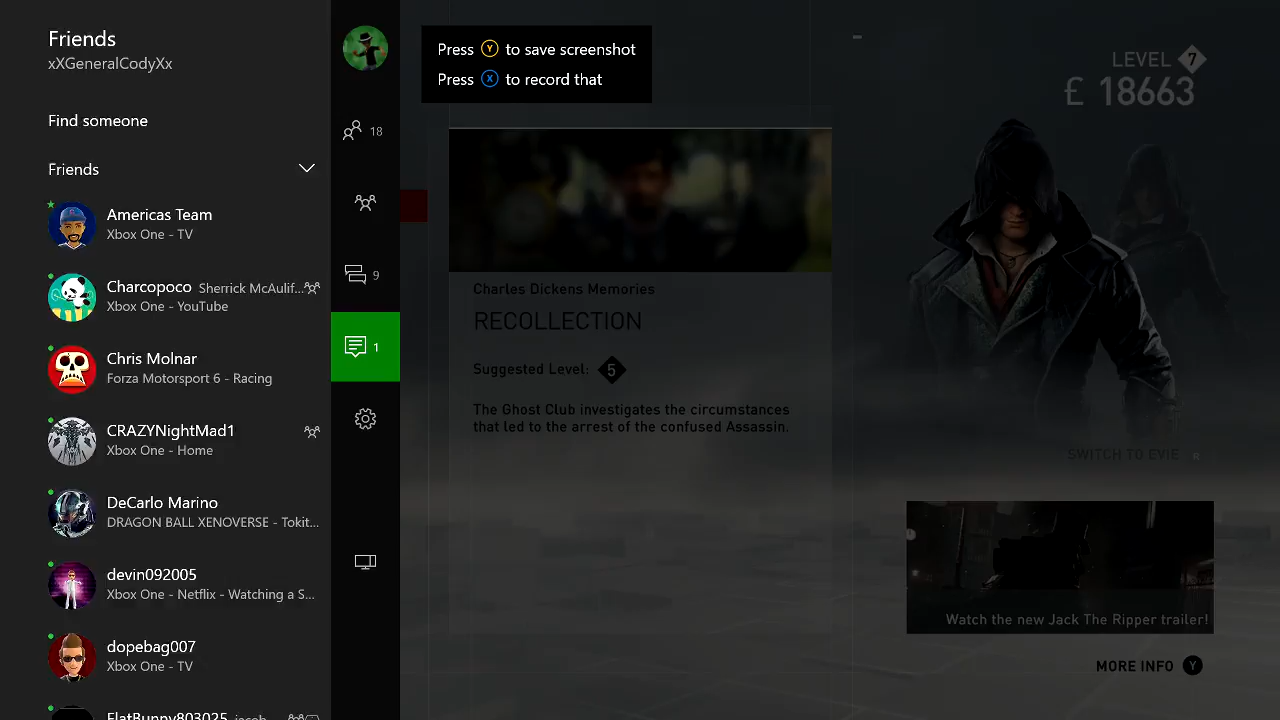 Friends
xXGeneralCodyXx
Find someone
Friends
Americas Team
Xbox One - TV
Charcopoco Sherrick McAulif...
Xbox One - YouTube
Chris Molnar
Forza Motorsport 6 - Racing
CRAZYNightMad1
Xbox One - Home
DeCarlo Marino
DRAGON BALL XENOVERSE - Tokit...
devin092005
Xbox One - Netflix - Watching a S...
dopebag007
Xbox One - TV
FlatBunny803025 jacob
18
9
1
Press Y to save screenshot
Press X to record that
Charles Dickens Memories
RECOLLECTION
Suggested Level: 5
The Ghost Club investigates the circumstances
that led to the arrest of the confused Assassin.
LEVEL 7
£ 18663
SWITCH TO EVIE R
Watch the new Jack The Ripper trailer!
MORE INFO Y